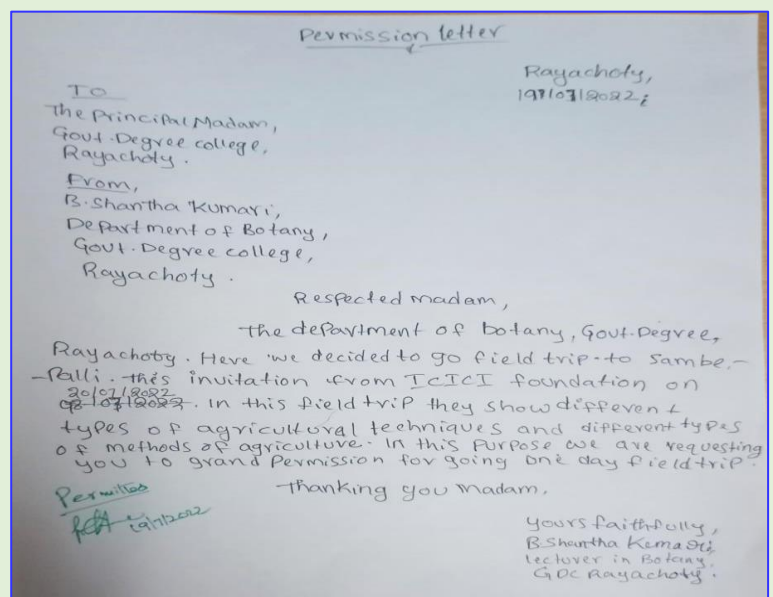 Permission letter
Rayachoty,
19/07/2022;
TO
The Principal Madam,
Govt. Degree college,
Rayachoty.
From,
B. Shantha Kumari,
Department of Botany,
Govt. Degree college,
Rayachoty.
Respected madam,
The department of botany, Govt. Degree,
Rayachoty. Here we decided to go field trip to Sambe.-
-Palli. this invitation from ICICI foundation on
20/07/2022
. In this field trip they show different
types of agricultural techniques and different types
of methods of agriculture. In this purpose we are requesting
you to grand Permission for going one day field trip.
Thanking you Madam.
Permitted
19/7/2022
yours faithfully,
B. Shantha Kumari,
lecturer in Botany.
GDC Rayachoty.